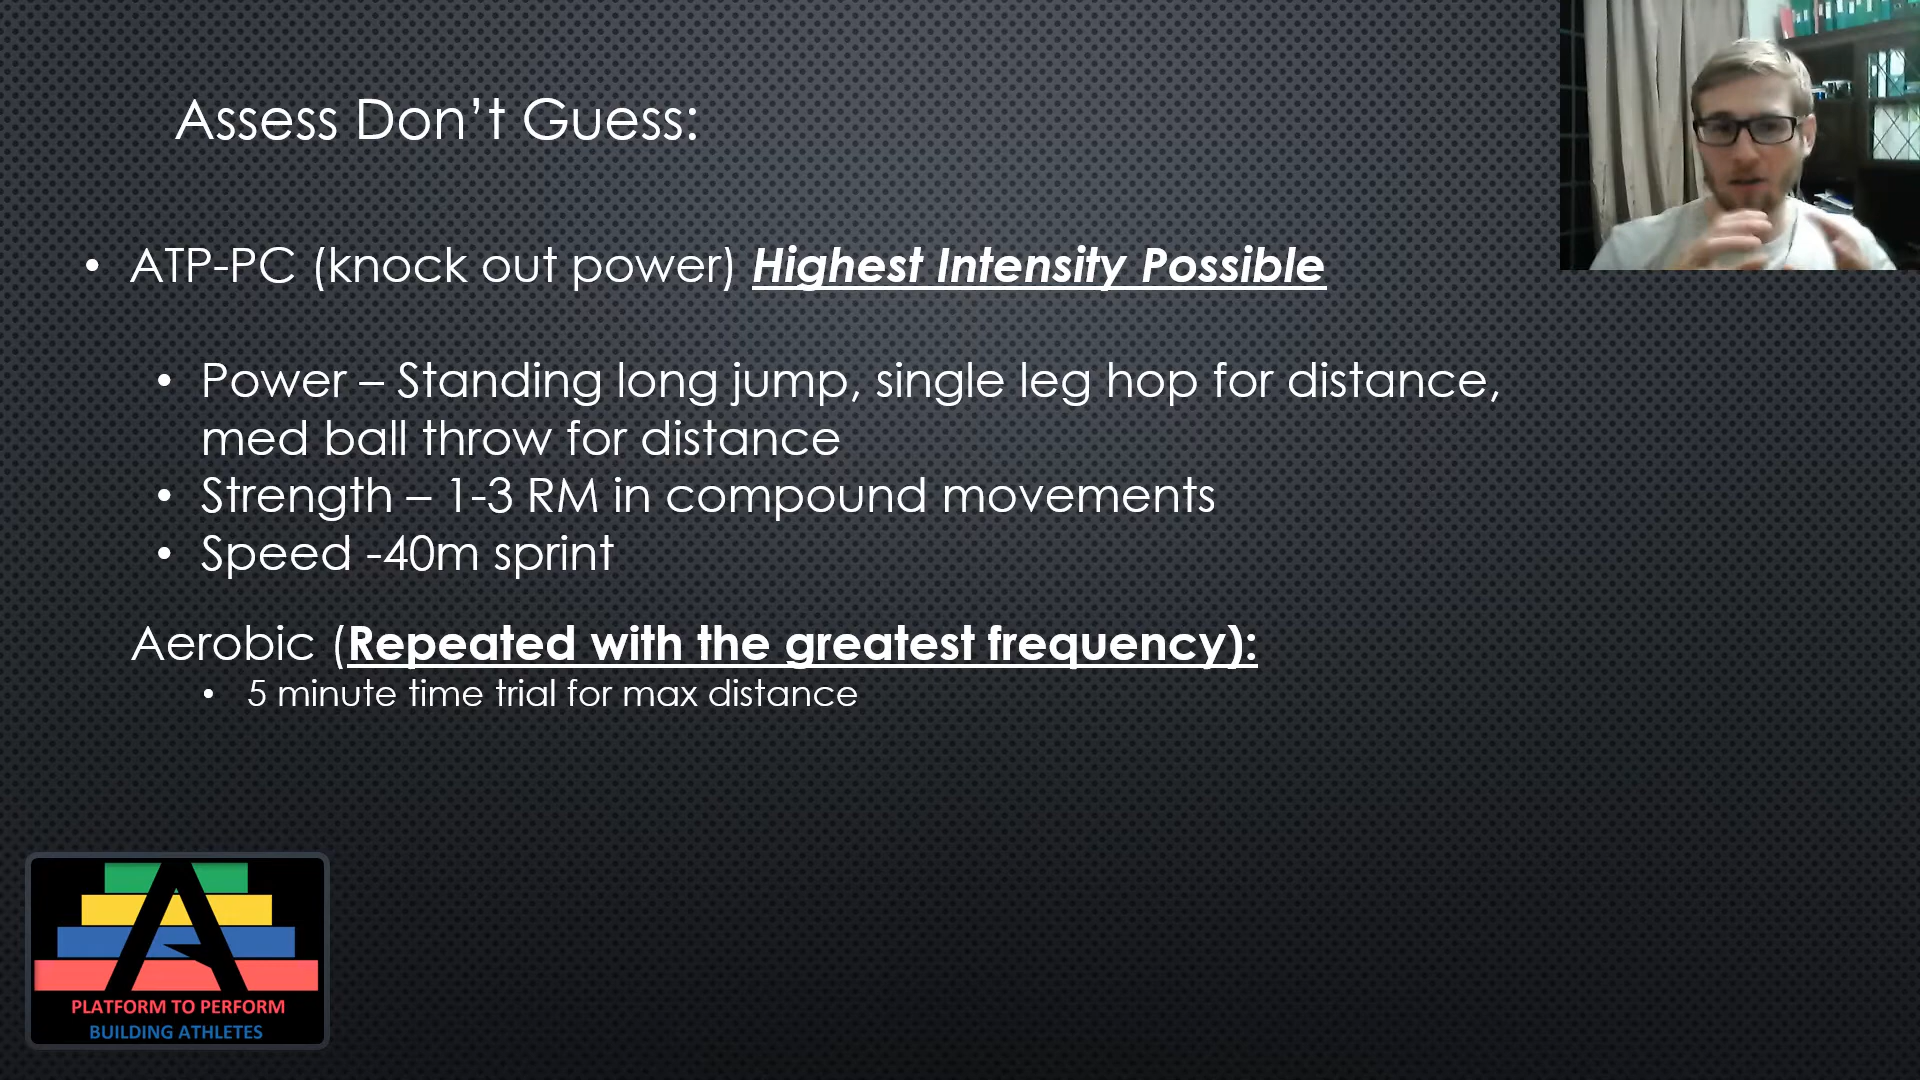 Assess Don’t Guess:
• ATP-PC (knock out power) Highest Intensity Possible
• Power – Standing long jump, single leg hop for distance,
med ball throw for distance
• Strength – 1-3 RM in compound movements
• Speed -40m sprint
Aerobic (Repeated with the greatest frequency):
• 5 minute time trial for max distance
PLATFORM TO PERFORM
BUILDING ATHLETES